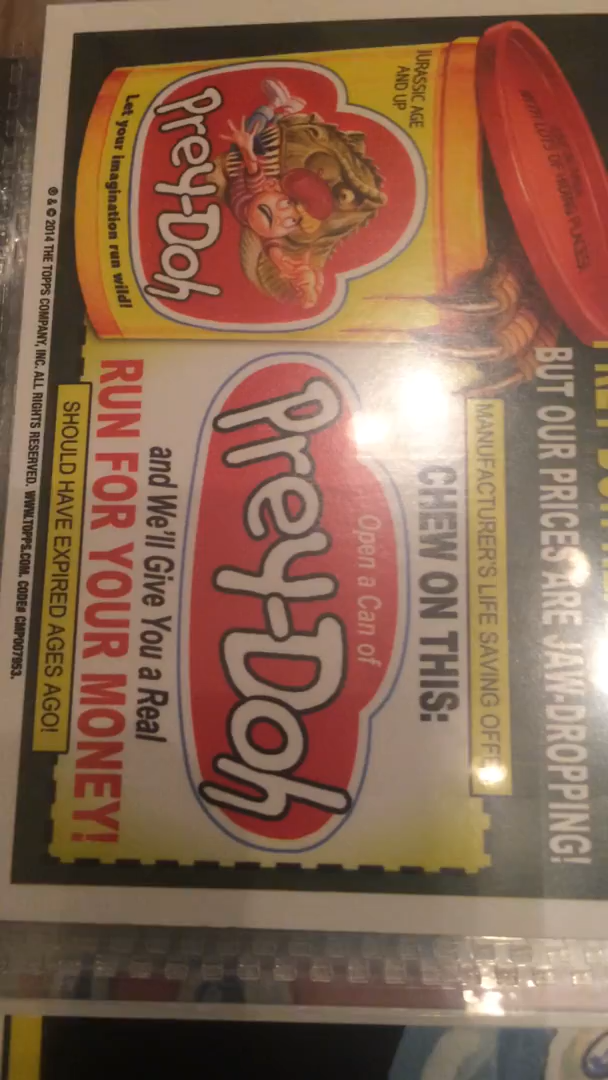 BUT OUR PRICES ARE JAW-DROPPING!
JURASSIC AGE
AND UP
Prey-Doh
Let your imagination run wild!
MANUFACTURER'S LIFE SAVING OFFE
CHEW ON THIS:
Open a Can of
Prey-Doh
and We'll Give You a Real
RUN FOR YOUR MONEY!
SHOULD HAVE EXPIRED AGES AGO!
® & © 2014 THE TOPPS COMPANY, INC. ALL RIGHTS RESERVED. WWW.TOPPS.COM. CODE# CMP007953.